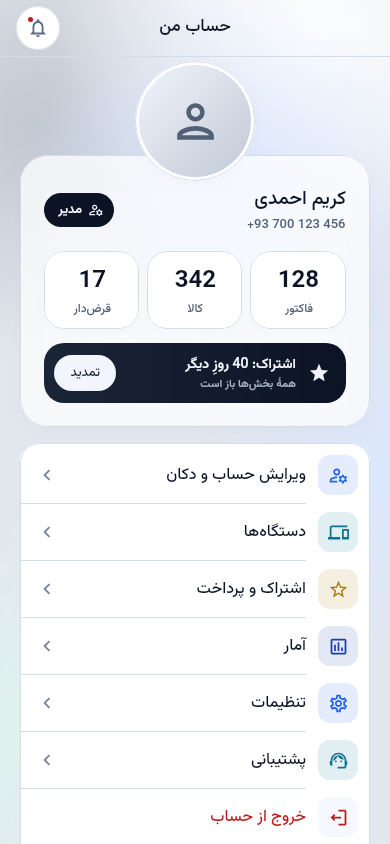 حساب من
کریم احمدی
مدیر
+93 700 123 456
128
فاکتور
342
کالا
17
قرض‌دار
اشتراک: 40 روزِ دیگر
همهٔ بخش‌ها باز است
تمدید
ویرایش حساب و دکان
دستگاه‌ها
اشتراک و پرداخت
آمار
تنظیمات
پشتیبانی
خروج از حساب